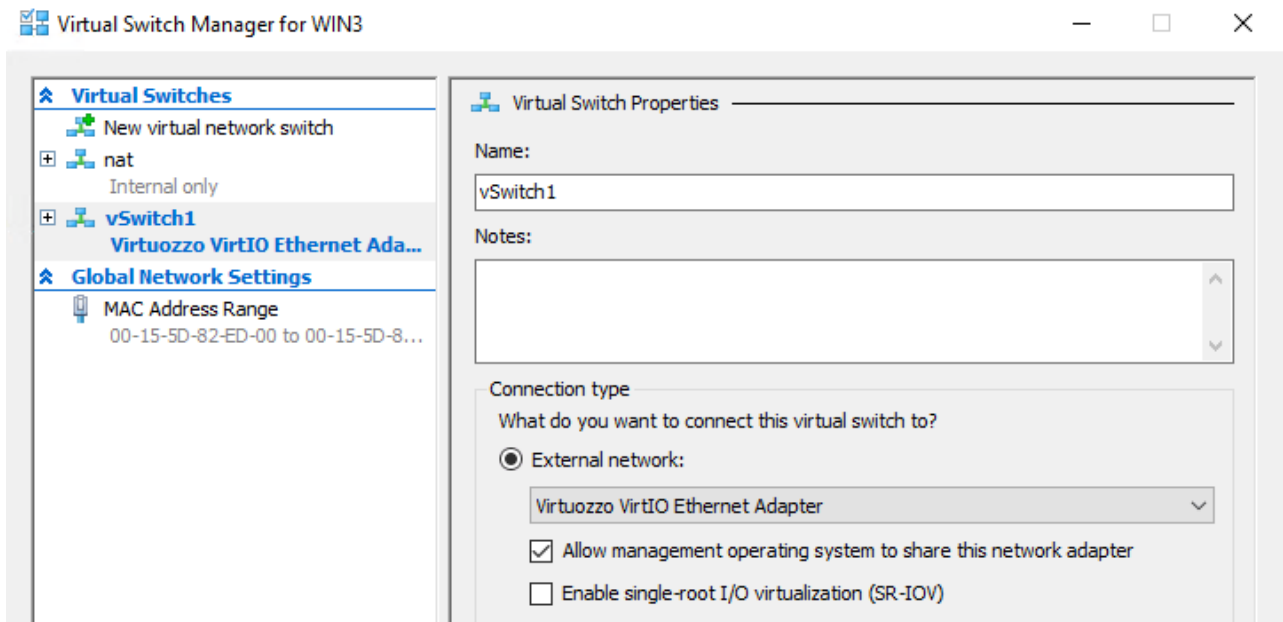 Virtual Switch Manager for WIN3
Virtual Switches
New virtual network switch
nat
Internal only
vSwitch1
Virtuozzo VirtIO Ethernet Ada...
Global Network Settings
MAC Address Range
00-15-5D-82-ED-00 to 00-15-5D-8...
Virtual Switch Properties
Name:
vSwitch1
Notes:
Connection type
What do you want to connect this virtual switch to?
External network:
Virtuozzo VirtIO Ethernet Adapter
Allow management operating system to share this network adapter
Enable single-root I/O virtualization (SR-IOV)